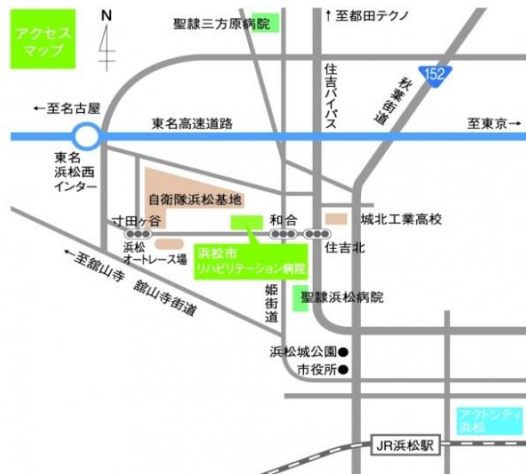 アクセス
マップ
N
聖隷三方原病院
↑至都田テクノ
住吉バイパス
152
秋葉街道
←至名古屋
東名高速道路
至東京→
東名
浜松西
インター
自衛隊浜松基地
寸田ヶ谷
和合
城北工業高校
浜松
オートレース場
浜松市
リハビリテーション病院
住吉北
←至舘山寺 舘山寺街道
姫街道
聖隷浜松病院
浜松城公園
市役所
アクトシティ
浜松
JR浜松駅